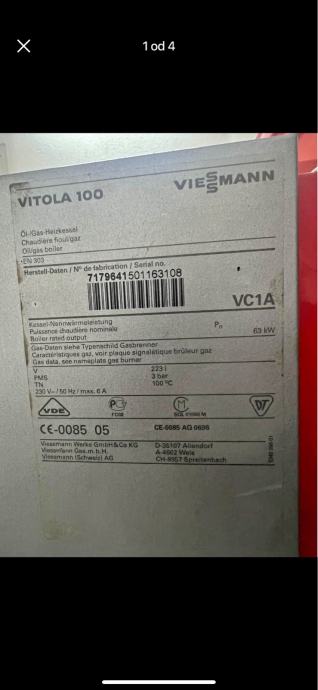 1 od 4
VITOLA 100
VIESSMANN
Öl-/Gas-Heizkessel
Chaudière fioul/gaz
Oil/gas boiler
EN 303
Herstell-Daten / N° de fabrication / Serial no.
7179641501163108
VC1A
Kessel-Nennwärmeleistung
Puissance chaudière nominale
Boiler rated output
Pn
63 kW
Gas-Daten siehe Typenschild Gasbrenner
Caractéristiques gaz, voir plaque signalétique brûleur gaz
Gas data, see nameplate gas burner
V 223 l
PMS 3 bar
TN 100 °C
230 V~ / 50 Hz / max. 6 A
VDE
CE-0085 05
CE-0085 AQ 0695
Viessmann Werke GmbH&Co KG D-35107 Allendorf
Viessmann Ges.m.b.H. A-4602 Wels
Viessmann (Schweiz) AG CH-8957 Spreitenbach